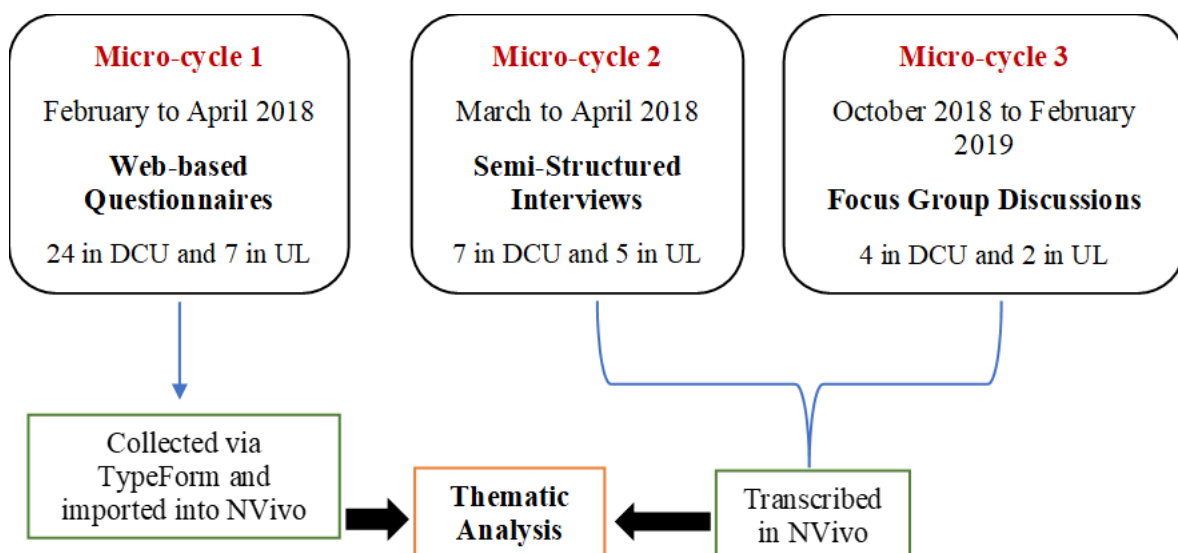 Micro-cycle 1
February to April 2018
Web-based
Questionnaires
24 in DCU and 7 in UL
Micro-cycle 2
March to April 2018
Semi-Structured
Interviews
7 in DCU and 5 in UL
Micro-cycle 3
October 2018 to February
2019
Focus Group Discussions
4 in DCU and 2 in UL
Collected via
TypeForm and
imported into NVivo
Thematic
Analysis
Transcribed
in NVivo